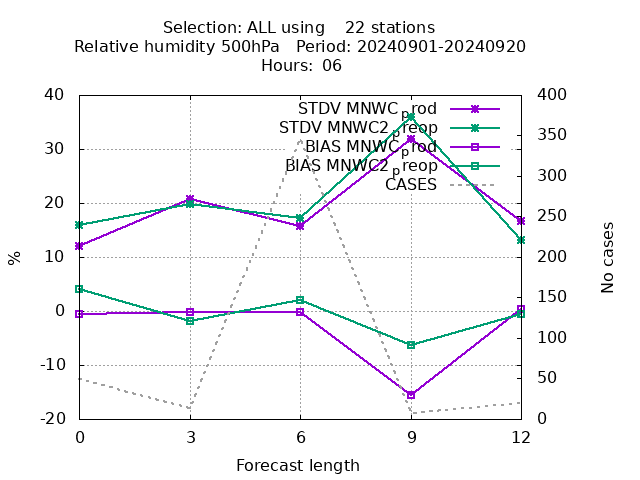 Selection: ALL using    22 stations
Relative humidity 500hPa   Period: 20240901-20240920
Hours: 06
40 400
STDV MNWC_prod
STDV MNWC2_preop
30 350
BIAS MNWC_prod
BIAS MNWC2_preop
300
CASES
20 250
% 10 200 No cases
0 150
100
-10 50
-20 0
0 3 6 9 12
Forecast length